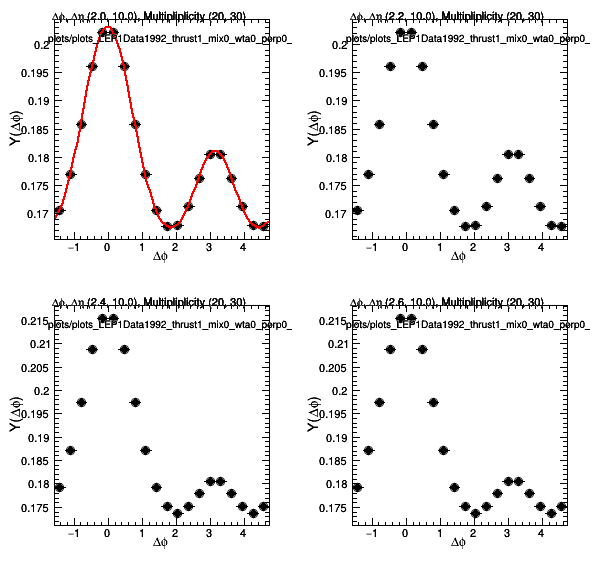 Δϕ, Δη (2.0, 10.0), Multipliplicity (20, 30)
plots/plots_LEP1Data1992_thrust1_mix0_wta0_perp0_
Y(Δϕ)
0.2
0.195
0.19
0.185
0.18
0.175
0.17
−1 0 1 2 3 4
Δϕ
Δϕ, Δη (2.2, 10.0), Multipliplicity (20, 30)
plots/plots_LEP1Data1992_thrust1_mix0_wta0_perp0_
Y(Δϕ)
0.2
0.195
0.19
0.185
0.18
0.175
0.17
−1 0 1 2 3 4
Δϕ
Δϕ, Δη (2.4, 10.0), Multipliplicity (20, 30)
plots/plots_LEP1Data1992_thrust1_mix0_wta0_perp0_
Y(Δϕ)
0.215
0.21
0.205
0.2
0.195
0.19
0.185
0.18
0.175
−1 0 1 2 3 4
Δϕ
Δϕ, Δη (2.6, 10.0), Multipliplicity (20, 30)
plots/plots_LEP1Data1992_thrust1_mix0_wta0_perp0_
Y(Δϕ)
0.215
0.21
0.205
0.2
0.195
0.19
0.185
0.18
0.175
−1 0 1 2 3 4
Δϕ